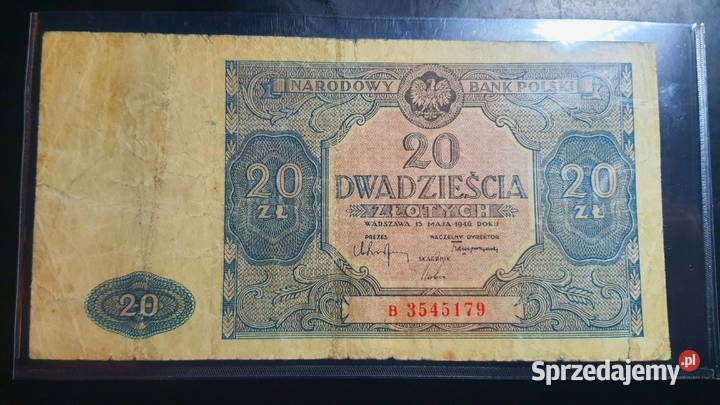 NARODOWY BANK POLSKI
20
DWADZIEŚCIA
ZŁOTYCH
WARSZAWA 15 MAJA 1946 ROKU
PREZES NACZELNY DYREKTOR
SKARBNIK
20 ZŁ
20 ZŁ
20
B 3545179
Sprzedajemy.pl